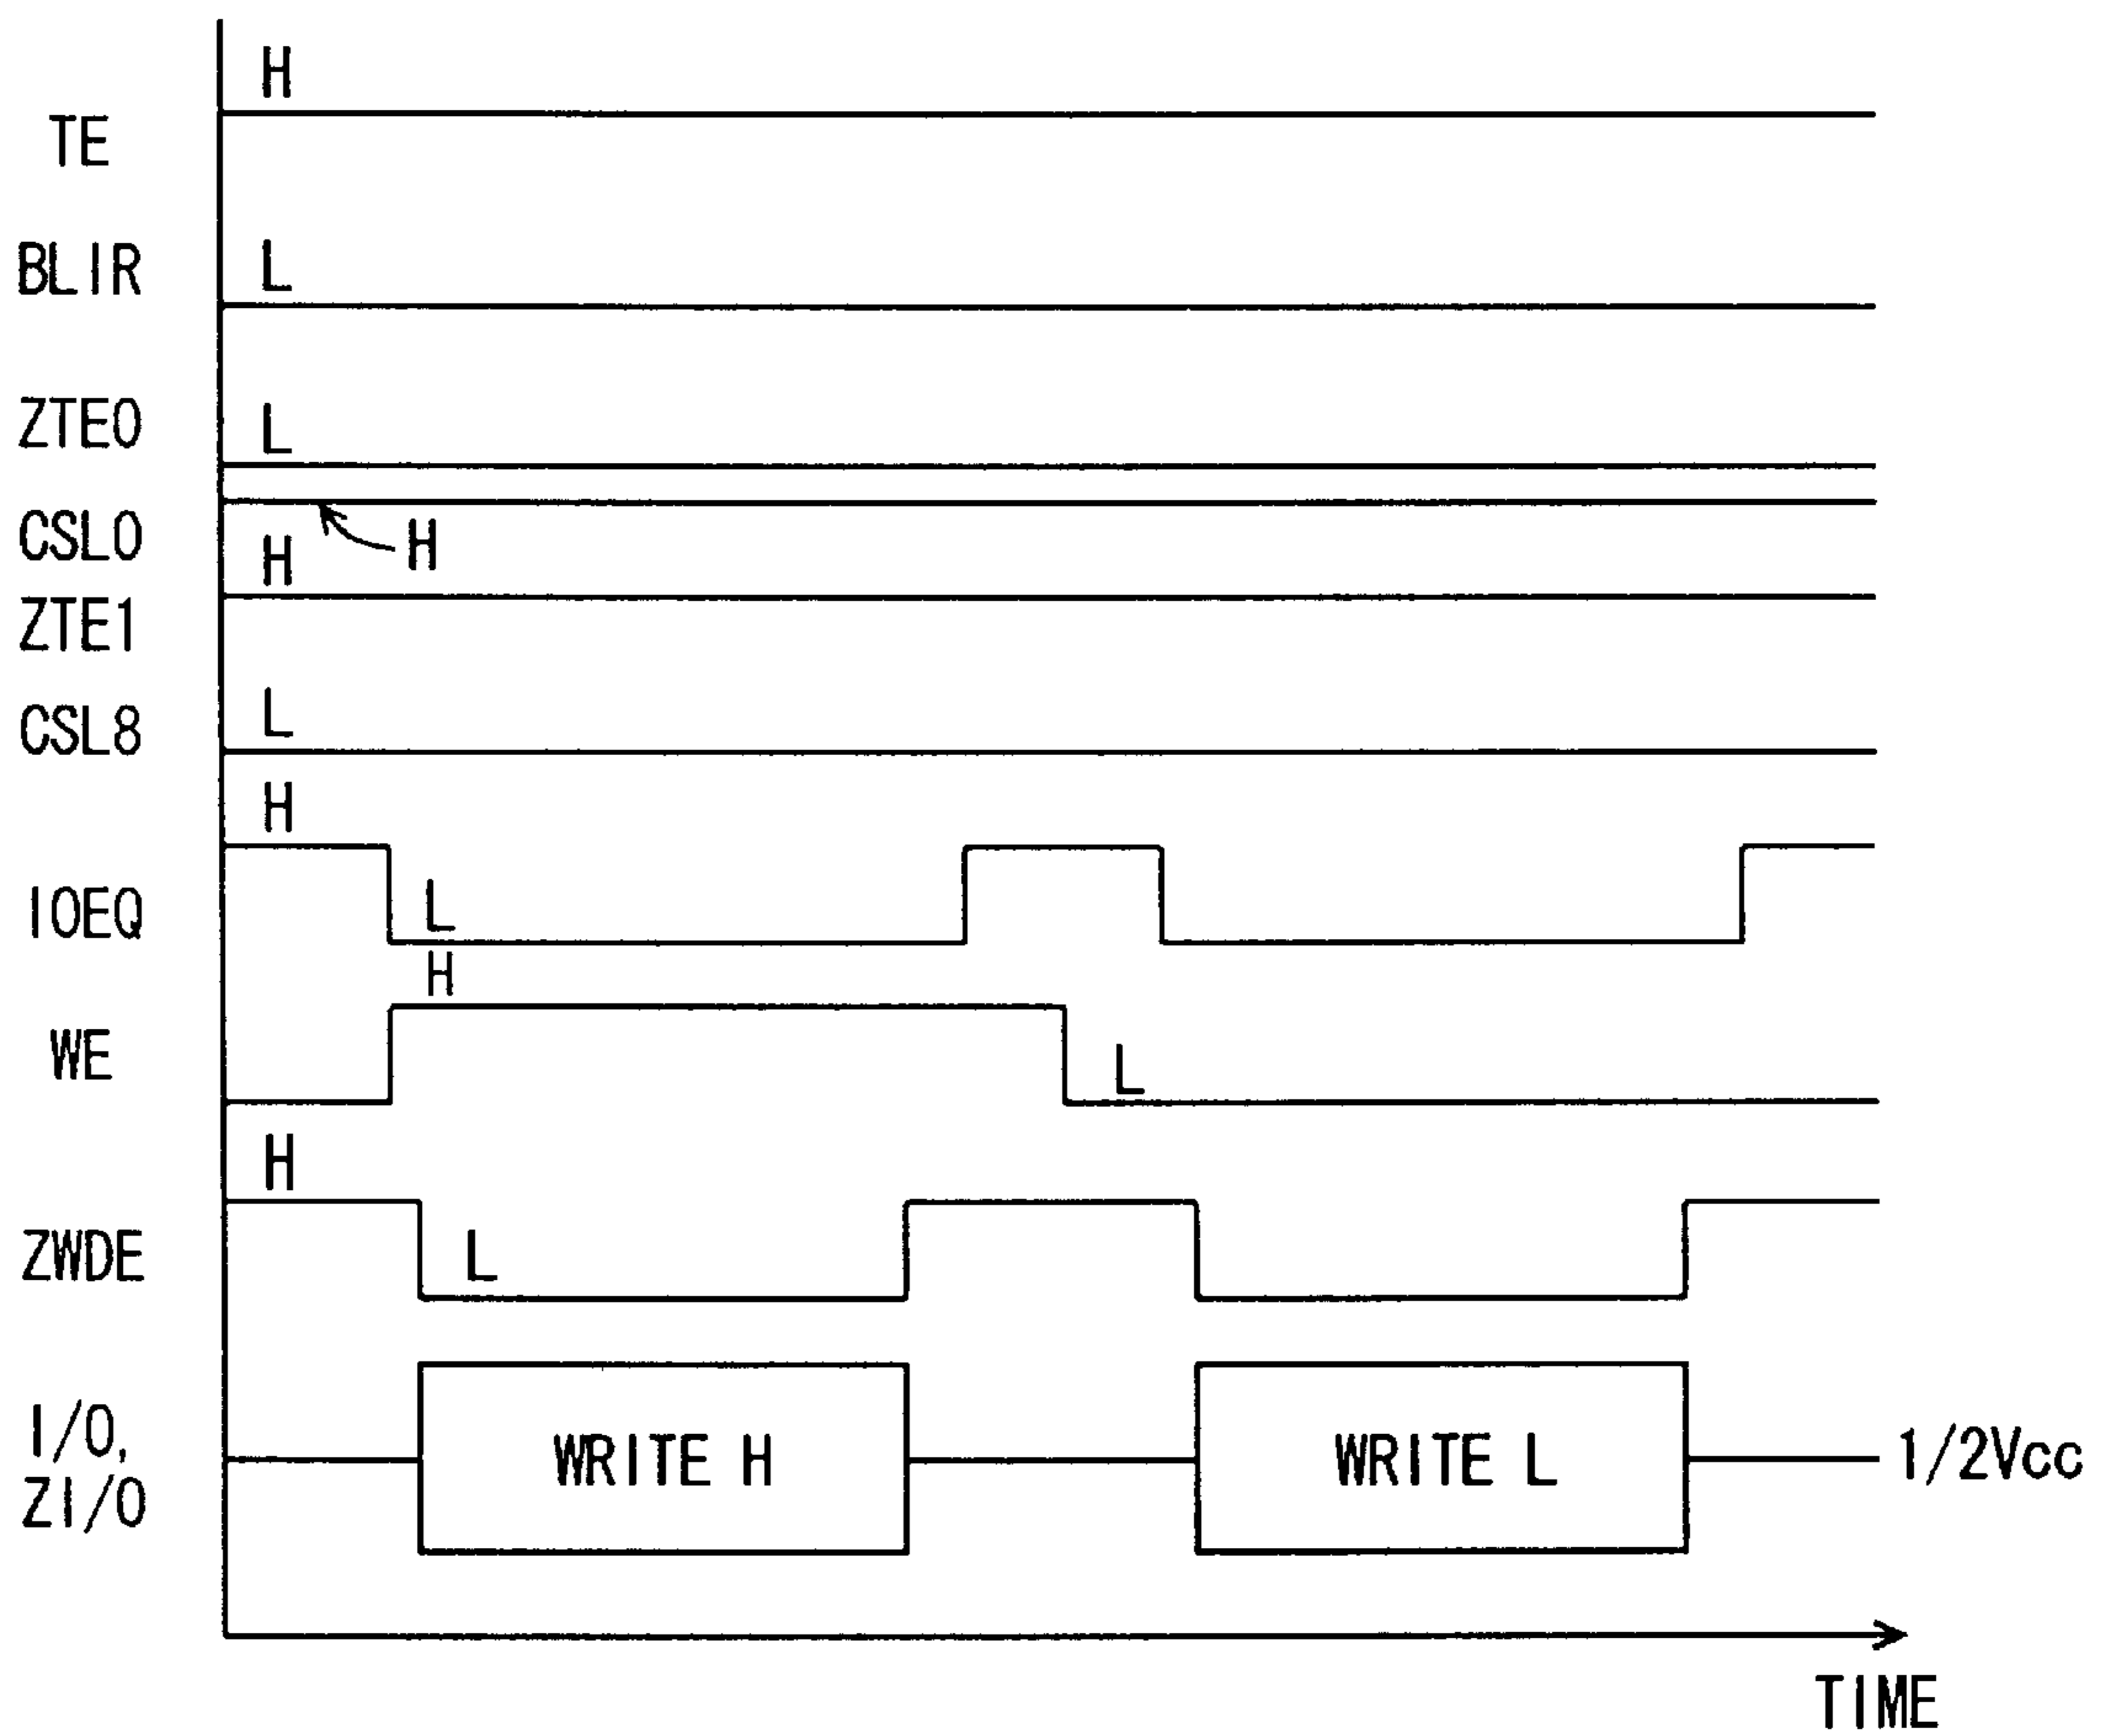 H
TE
BLIR L
ZTE0 L
CSL0 H
H
ZTE1
CSL8 L
H
IOEQ L
H
WE L
H
ZWDE L
I/O,
ZI/O WRITE H WRITE L 1/2Vcc
TIME